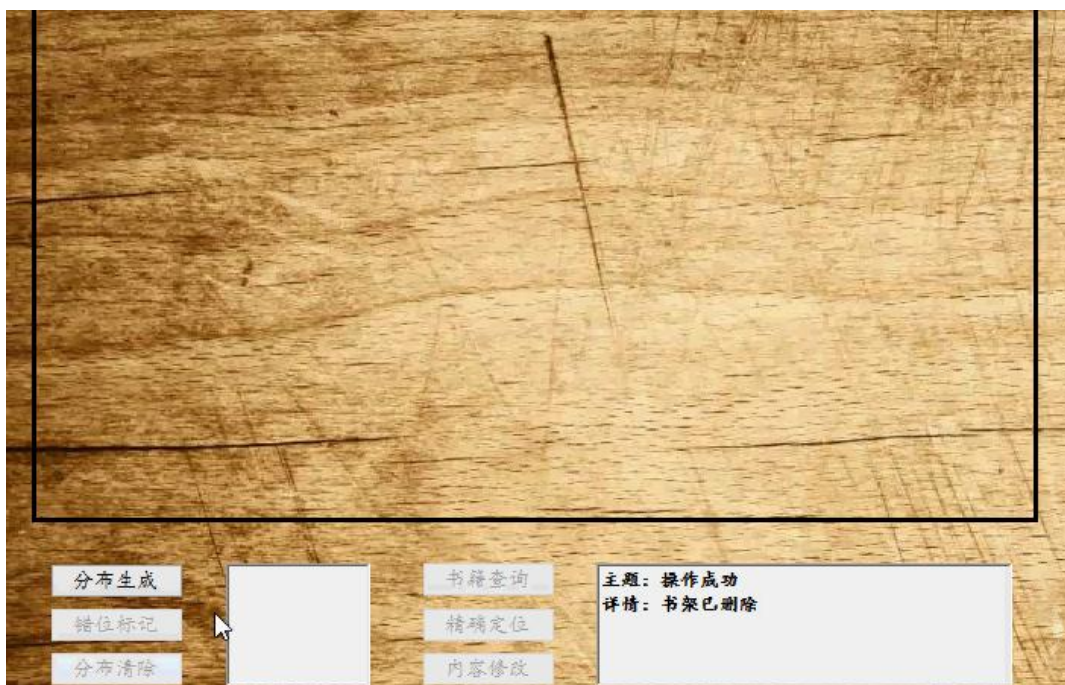 分布生成
错位标记
分布清除
书籍查询
精确定位
内容修改
主题：操作成功
详情：书架已删除